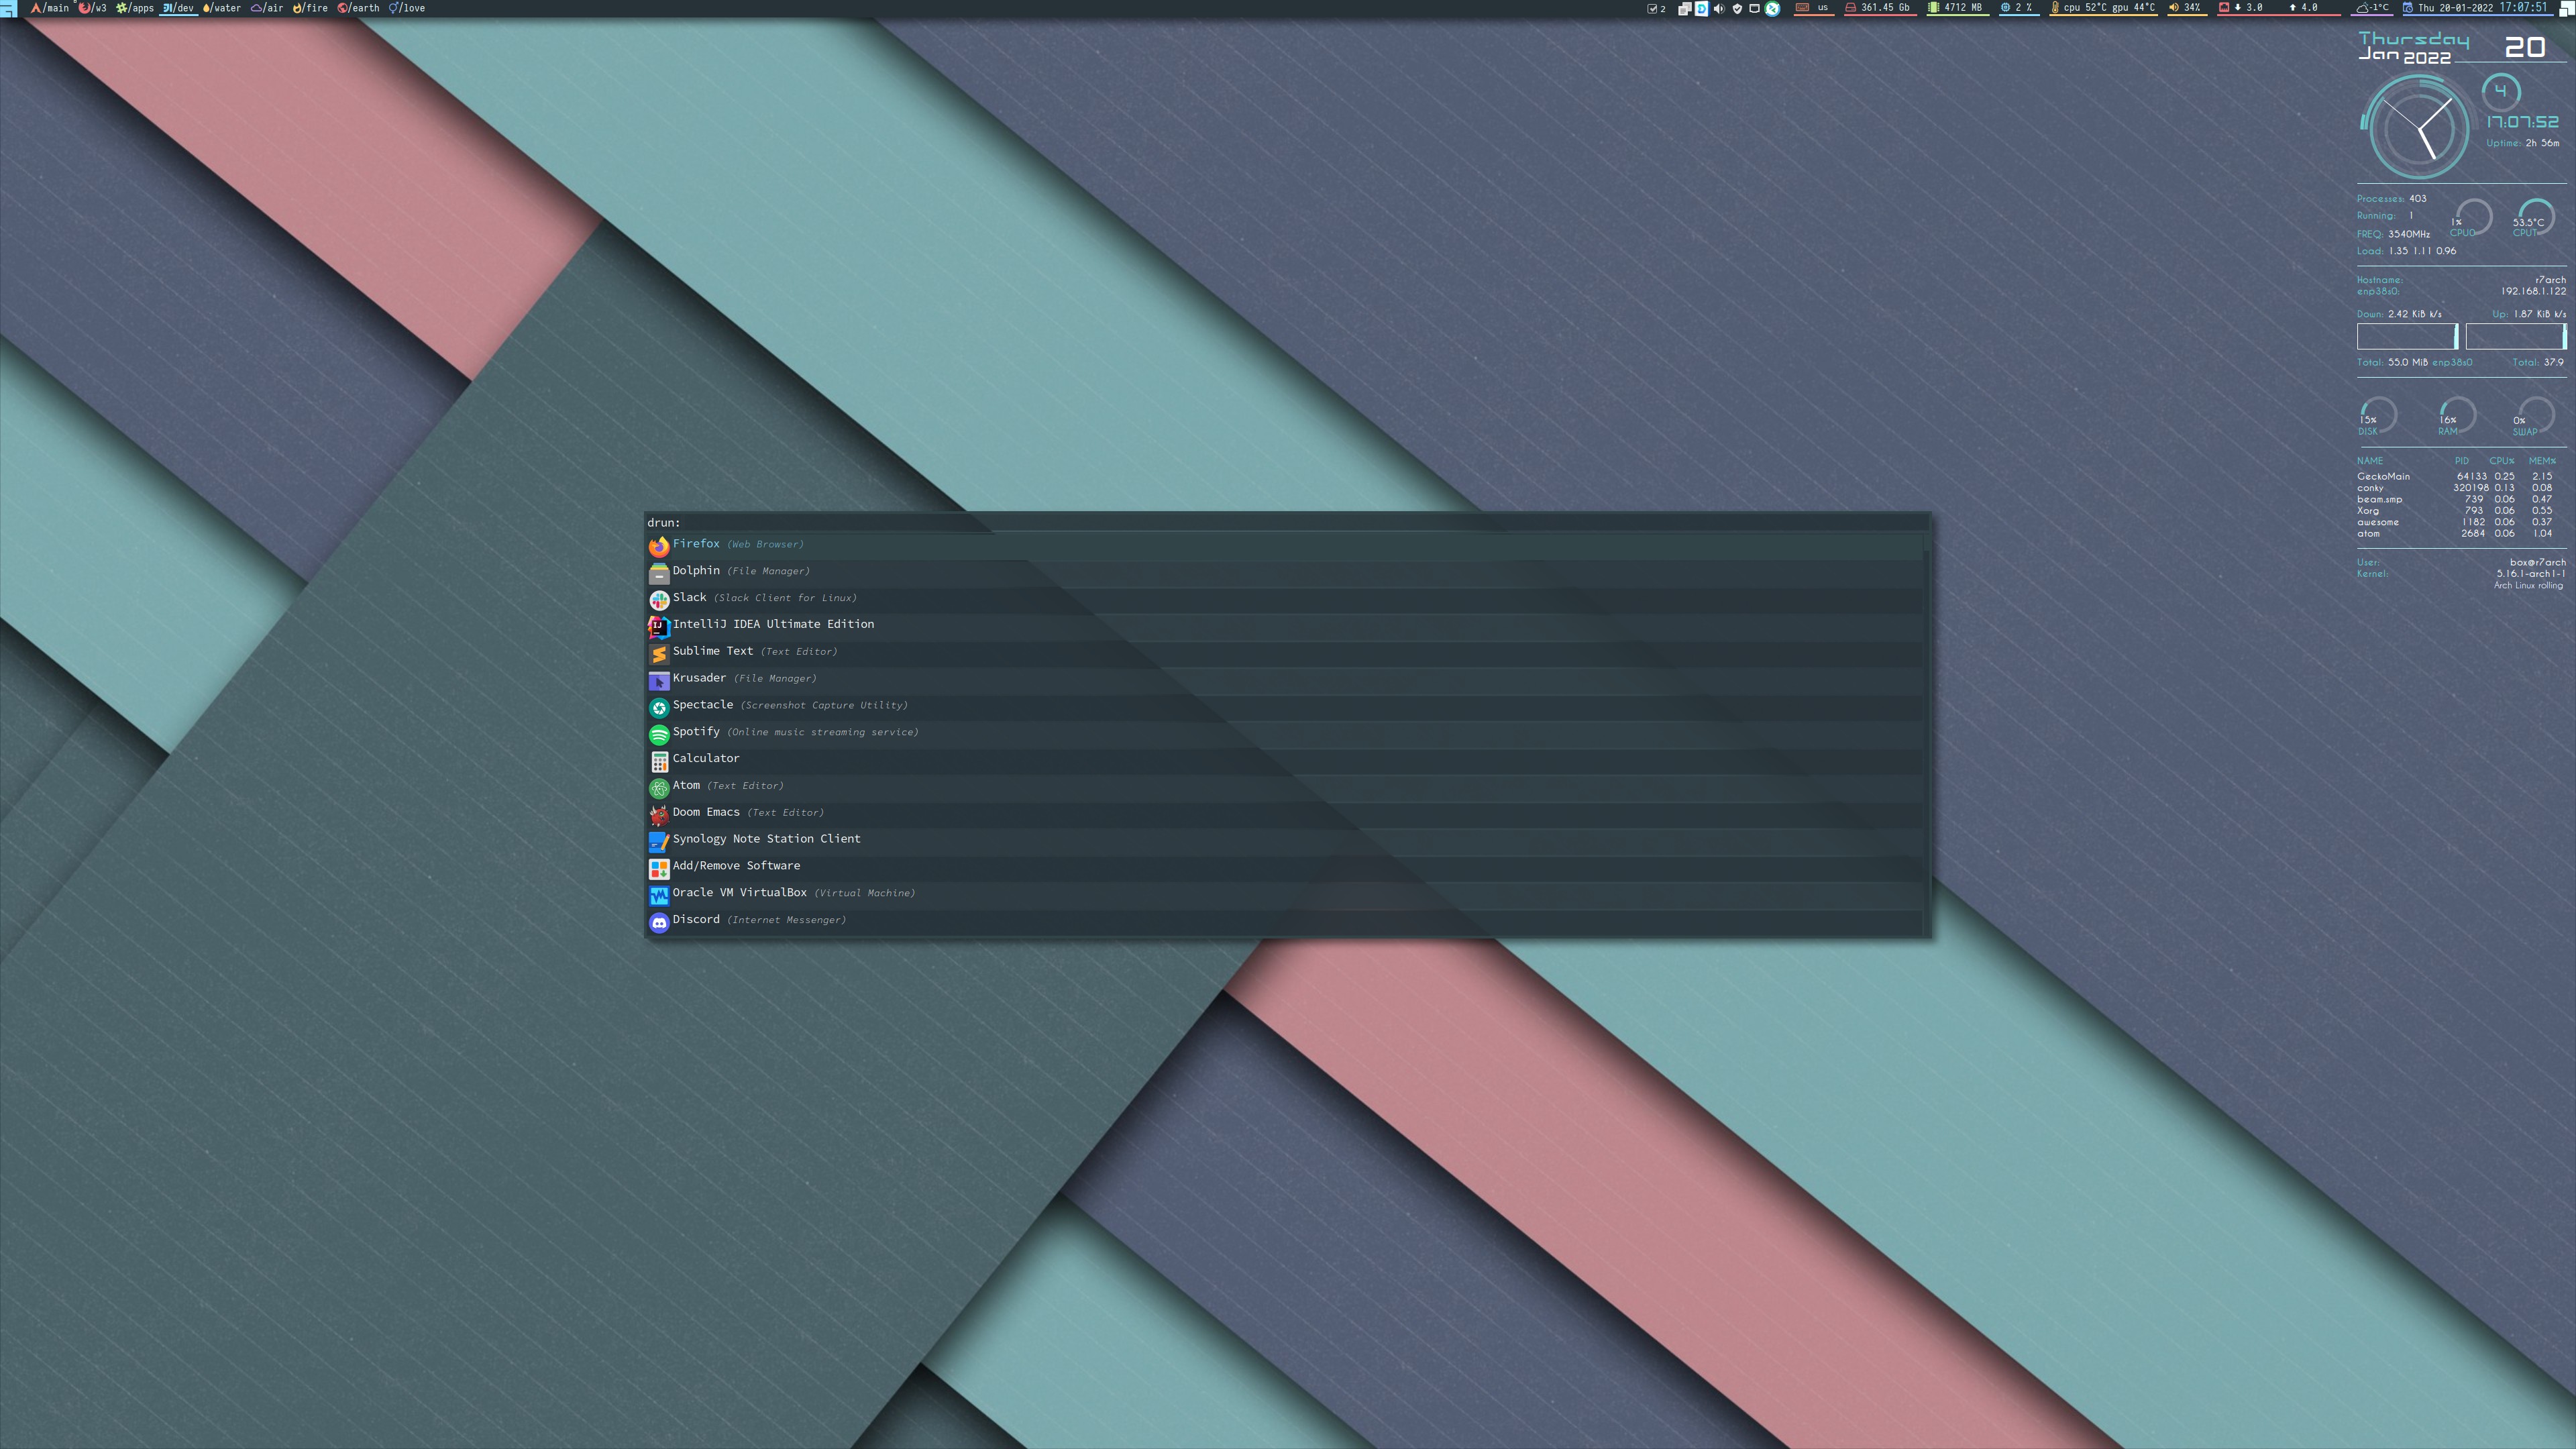 /main /w3 /apps /dev /water /air /fire /earth /love
2 us 361.45 Gb 4712 MB 2 % cpu 52°C gpu 44°C 34% 3.0 4.0 -1°C Thu 20-01-2022 17:07:51
Thursday 20
Jan 2022
4
17:07:52
Uptime: 2h 56m
Processes: 403
Running: 1
1% 53.5°C
FREQ: 3540MHz CPU0 CPUT
Load: 1.35 1.11 0.96
Hostname: r7arch
enp38s0: 192.168.1.122
Down: 2.42 KiB k/s Up: 1.87 KiB k/s
Total: 55.0 MiB enp38s0 Total: 37.9
15% 16% 0%
DISK RAM SWAP
NAME PID CPU% MEM%
GeckoMain 64133 0.25 2.15
conky 320198 0.13 0.08
beam.smp 739 0.06 0.47
Xorg 793 0.06 0.55
awesome 1182 0.06 0.37
atom 2684 0.06 1.04
User: box@r7arch
Kernel: 5.16.1-arch1-1
Arch Linux rolling
drun:
Firefox (Web Browser)
Dolphin (File Manager)
Slack (Slack Client for Linux)
IntelliJ IDEA Ultimate Edition
Sublime Text (Text Editor)
Krusader (File Manager)
Spectacle (Screenshot Capture Utility)
Spotify (Online music streaming service)
Calculator
Atom (Text Editor)
Doom Emacs (Text Editor)
Synology Note Station Client
Add/Remove Software
Oracle VM VirtualBox (Virtual Machine)
Discord (Internet Messenger)